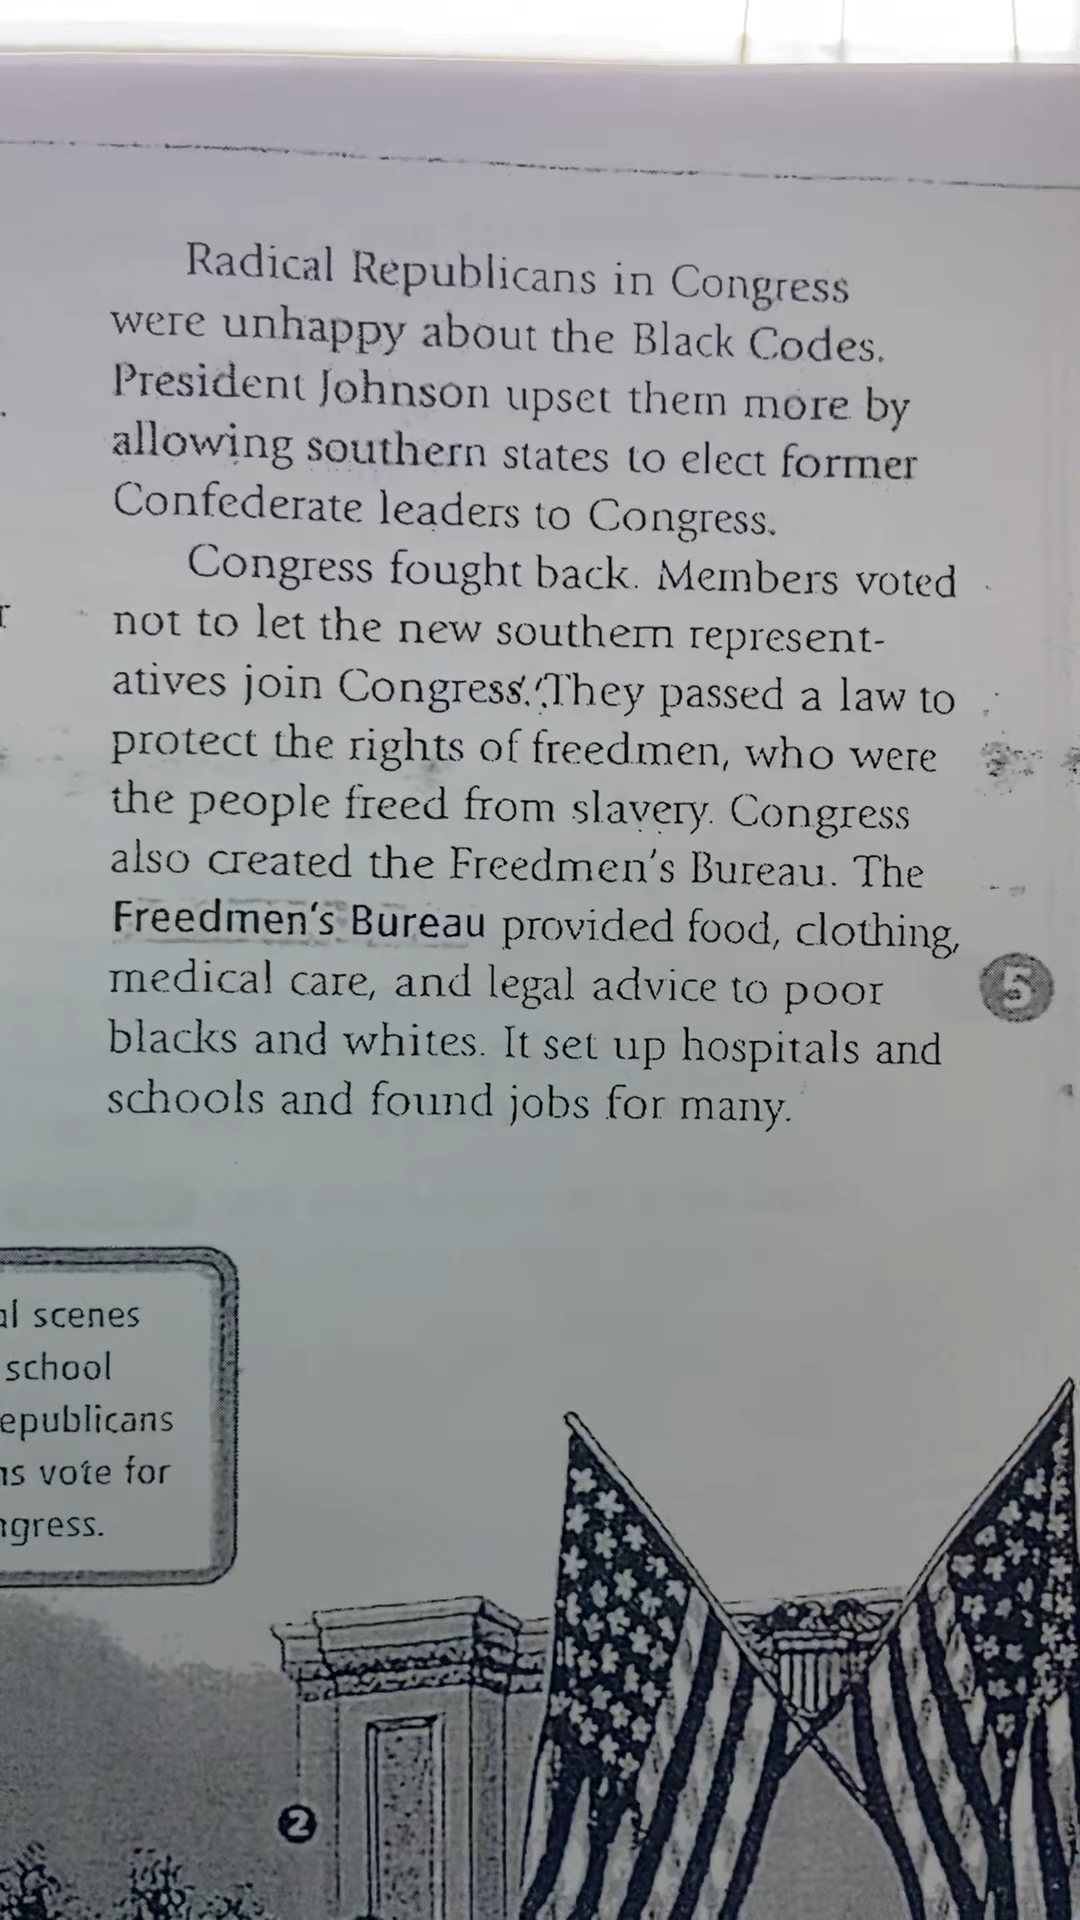 Radical Republicans in Congress
were unhappy about the Black Codes.
President Johnson upset them more by
allowing southern states to elect former
Confederate leaders to Congress.
Congress fought back. Members voted
not to let the new southern represent-
atives join Congress. They passed a law to
protect the rights of freedmen, who were
the people freed from slavery. Congress
also created the Freedmen's Bureau. The
Freedmen's Bureau provided food, clothing,
medical care, and legal advice to poor
blacks and whites. It set up hospitals and
schools and found jobs for many.
5
scenes
school
vote for
2